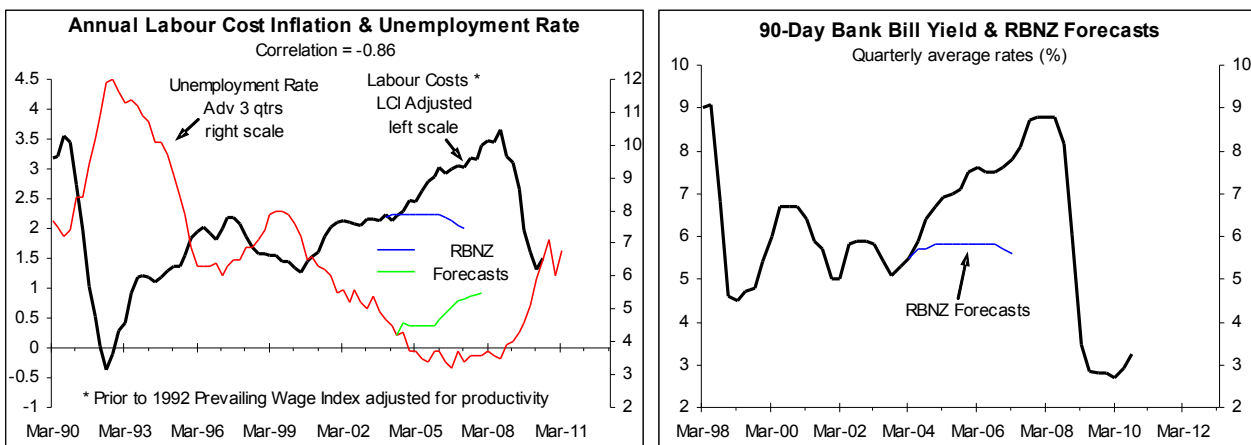 Annual Labour Cost Inflation & Unemployment Rate
Correlation = -0.86
4.5
4
3.5
3
2.5
2
1.5
1
0.5
0
-0.5
-1
Unemployment Rate
Adv 3 qtrs
right scale
Labour Costs *
LCI Adjusted
left scale
RBNZ
Forecasts
12
11
10
9
8
7
6
5
4
3
2
* Prior to 1992 Prevailing Wage Index adjusted for productivity
Mar-90 Mar-93 Mar-96 Mar-99 Mar-02 Mar-05 Mar-08 Mar-11
90-Day Bank Bill Yield & RBNZ Forecasts
Quarterly average rates (%)
10
9
8
7
6
5
4
3
2
RBNZ Forecasts
10
9
8
7
6
5
4
3
2
Mar-98 Mar-00 Mar-02 Mar-04 Mar-06 Mar-08 Mar-10 Mar-12